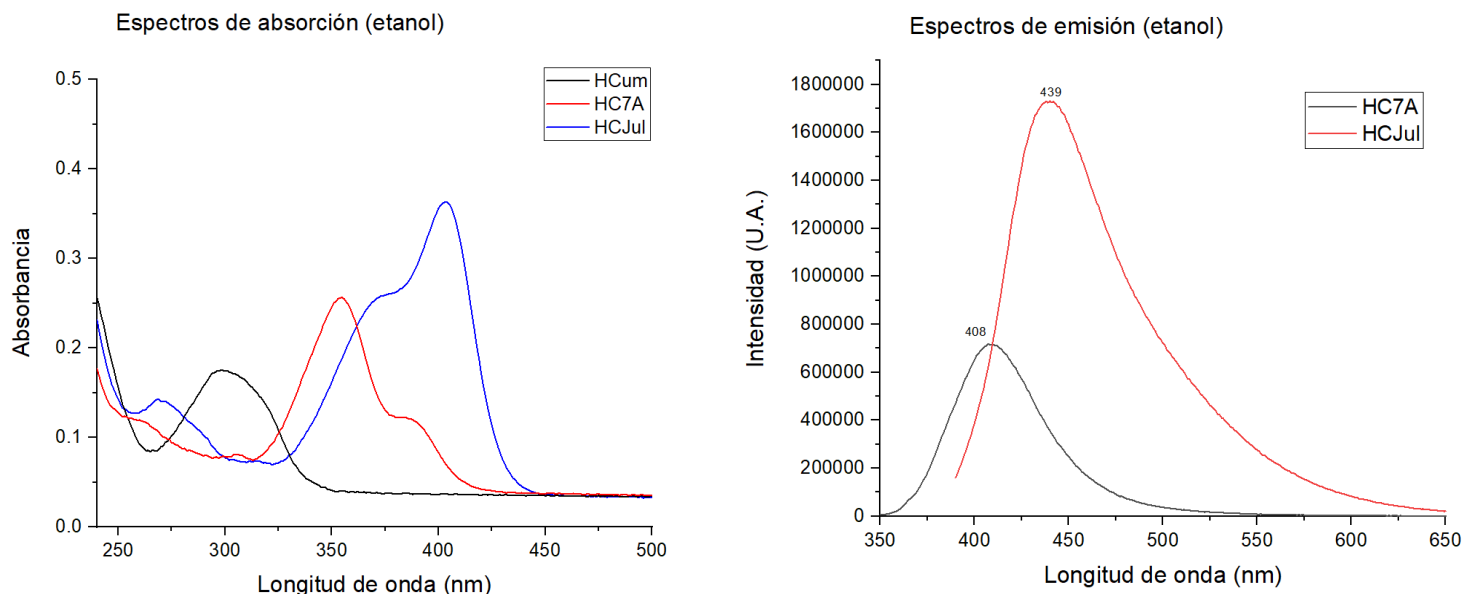 Espectros de absorción (etanol)
HCum
HC7A
HCJul
0.5
0.4
0.3
0.2
0.1
0.0
Absorbancia
250 300 350 400 450 500
Longitud de onda (nm)
Espectros de emisión (etanol)
HC7A
HCJul
439
408
1800000
1600000
1400000
1200000
1000000
800000
600000
400000
200000
0
Intensidad (U.A.)
350 400 450 500 550 600 650
Longitud de onda (nm)